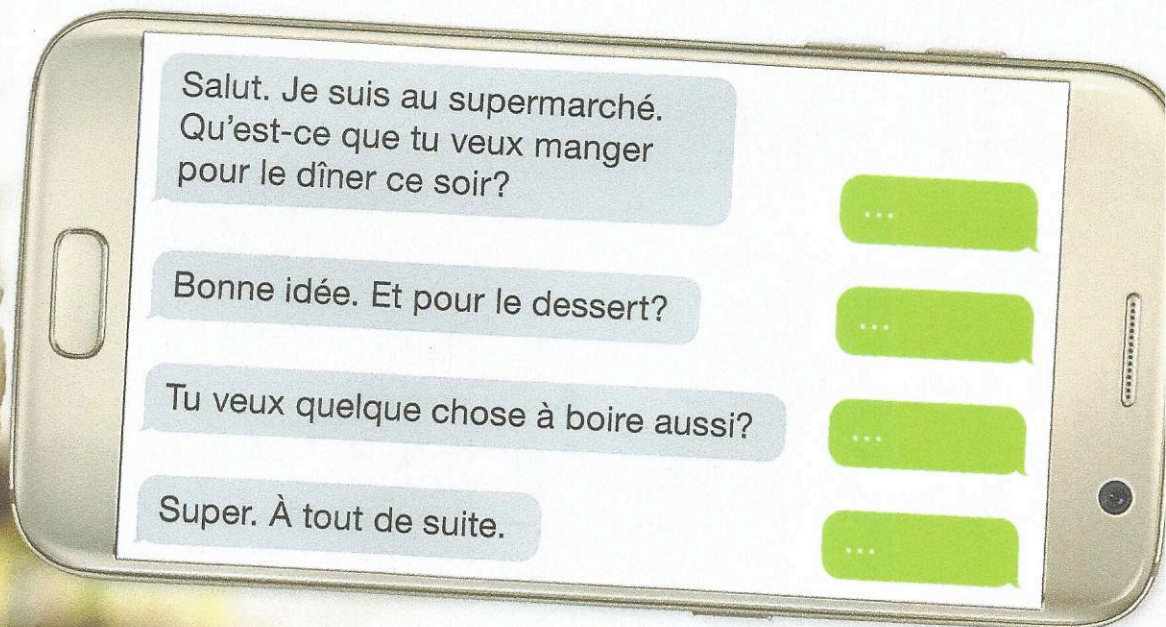 Salut. Je suis au supermarché.
Qu'est-ce que tu veux manger
pour le dîner ce soir?
...
Bonne idée. Et pour le dessert?
...
Tu veux quelque chose à boire aussi?
...
Super. À tout de suite.
...